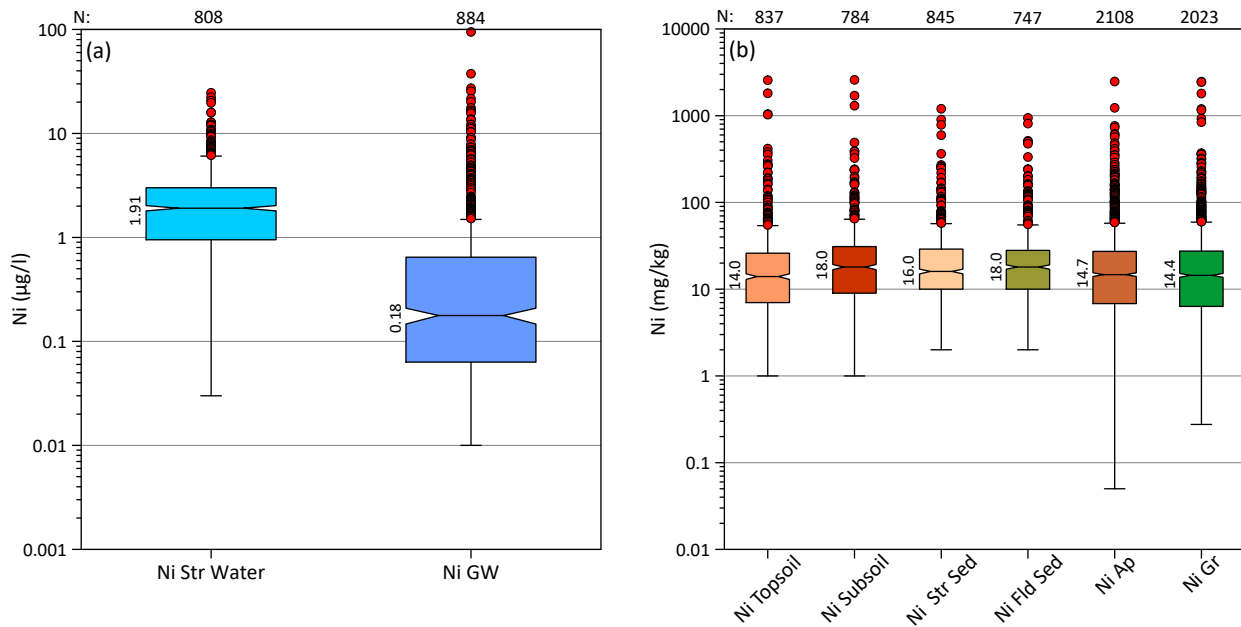 N: 808 884
(a)
100
10
1
0.1
0.01
0.001
Ni (µg/l)
1.91
0.18
Ni Str Water Ni GW
N: 837 784 845 747 2108 2023
(b)
10000
1000
100
10
1
0.1
0.01
Ni (mg/kg)
14.0
18.0
16.0
18.0
14.7
14.4
Ni Topsoil
Ni Subsoil
Ni Str Sed
Ni Fld Sed
Ni Ap
Ni Gr